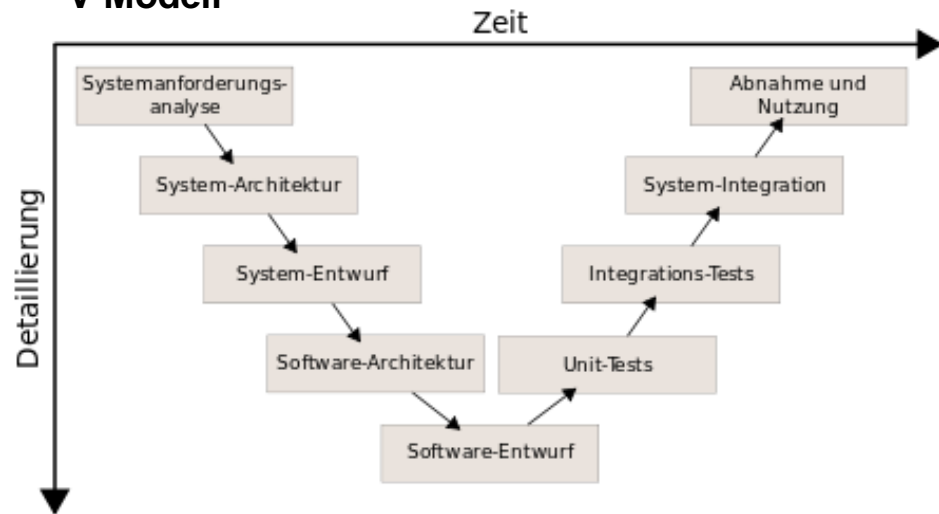 V-Modell
Zeit
Detaillierung
Systemanforderungs-
analyse
Abnahme und
Nutzung
System-Architektur
System-Integration
System-Entwurf
Integrations-Tests
Software-Architektur
Unit-Tests
Software-Entwurf